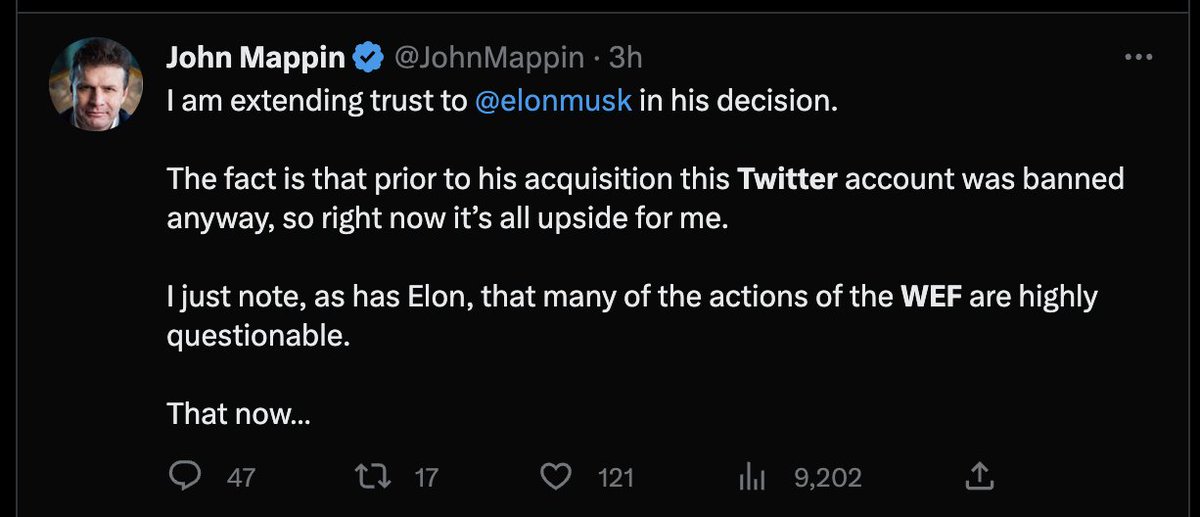 John Mappin @JohnMappin · 3h
I am extending trust to @elonmusk in his decision.
The fact is that prior to his acquisition this Twitter account was banned
anyway, so right now it’s all upside for me.
I just note, as has Elon, that many of the actions of the WEF are highly
questionable.
That now...
47 17 121 9,202